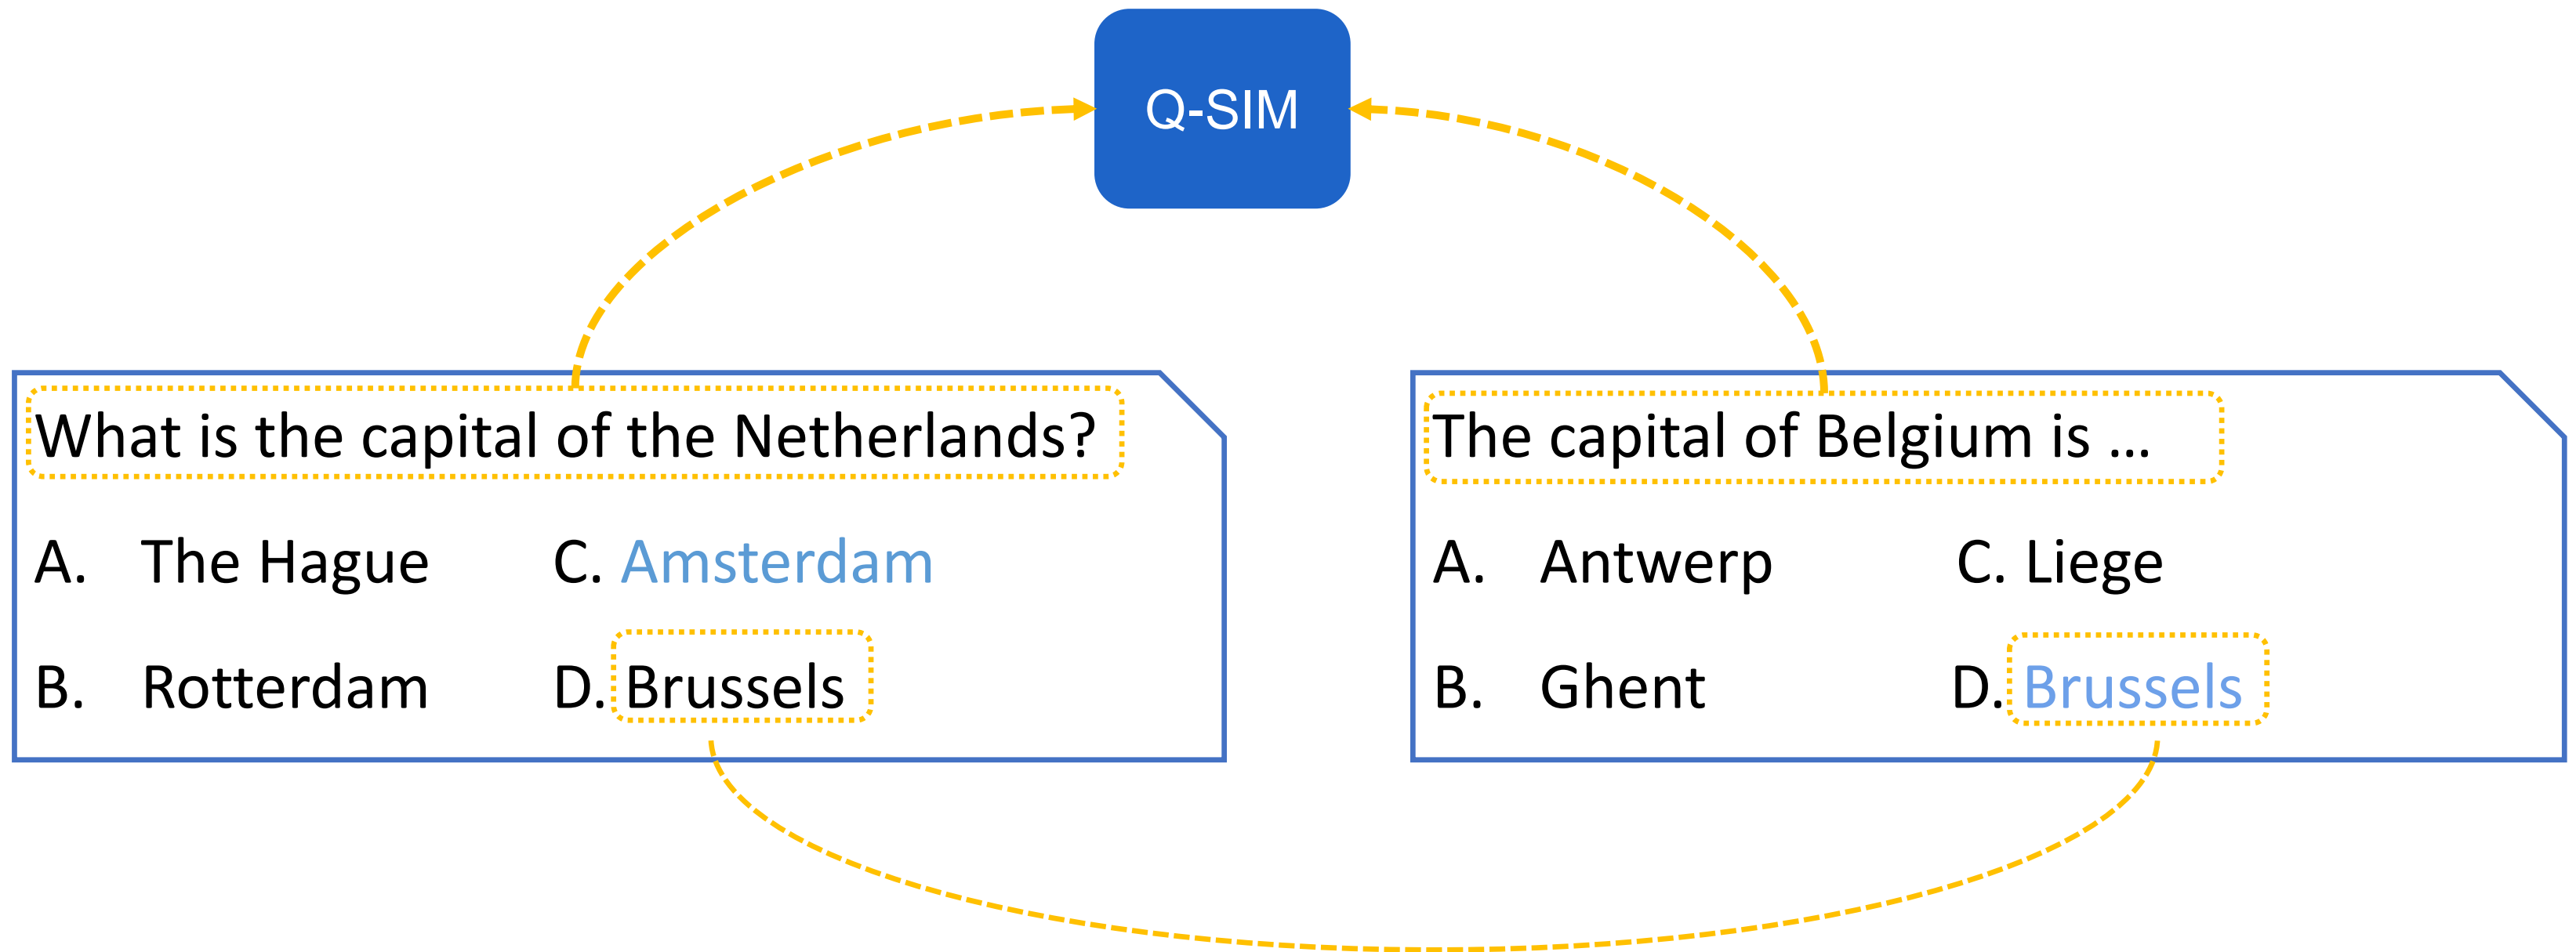 Q-SIM
What is the capital of the Netherlands?
A. The Hague C. Amsterdam
B. Rotterdam D. Brussels
The capital of Belgium is ...
A. Antwerp C. Liege
B. Ghent D. Brussels